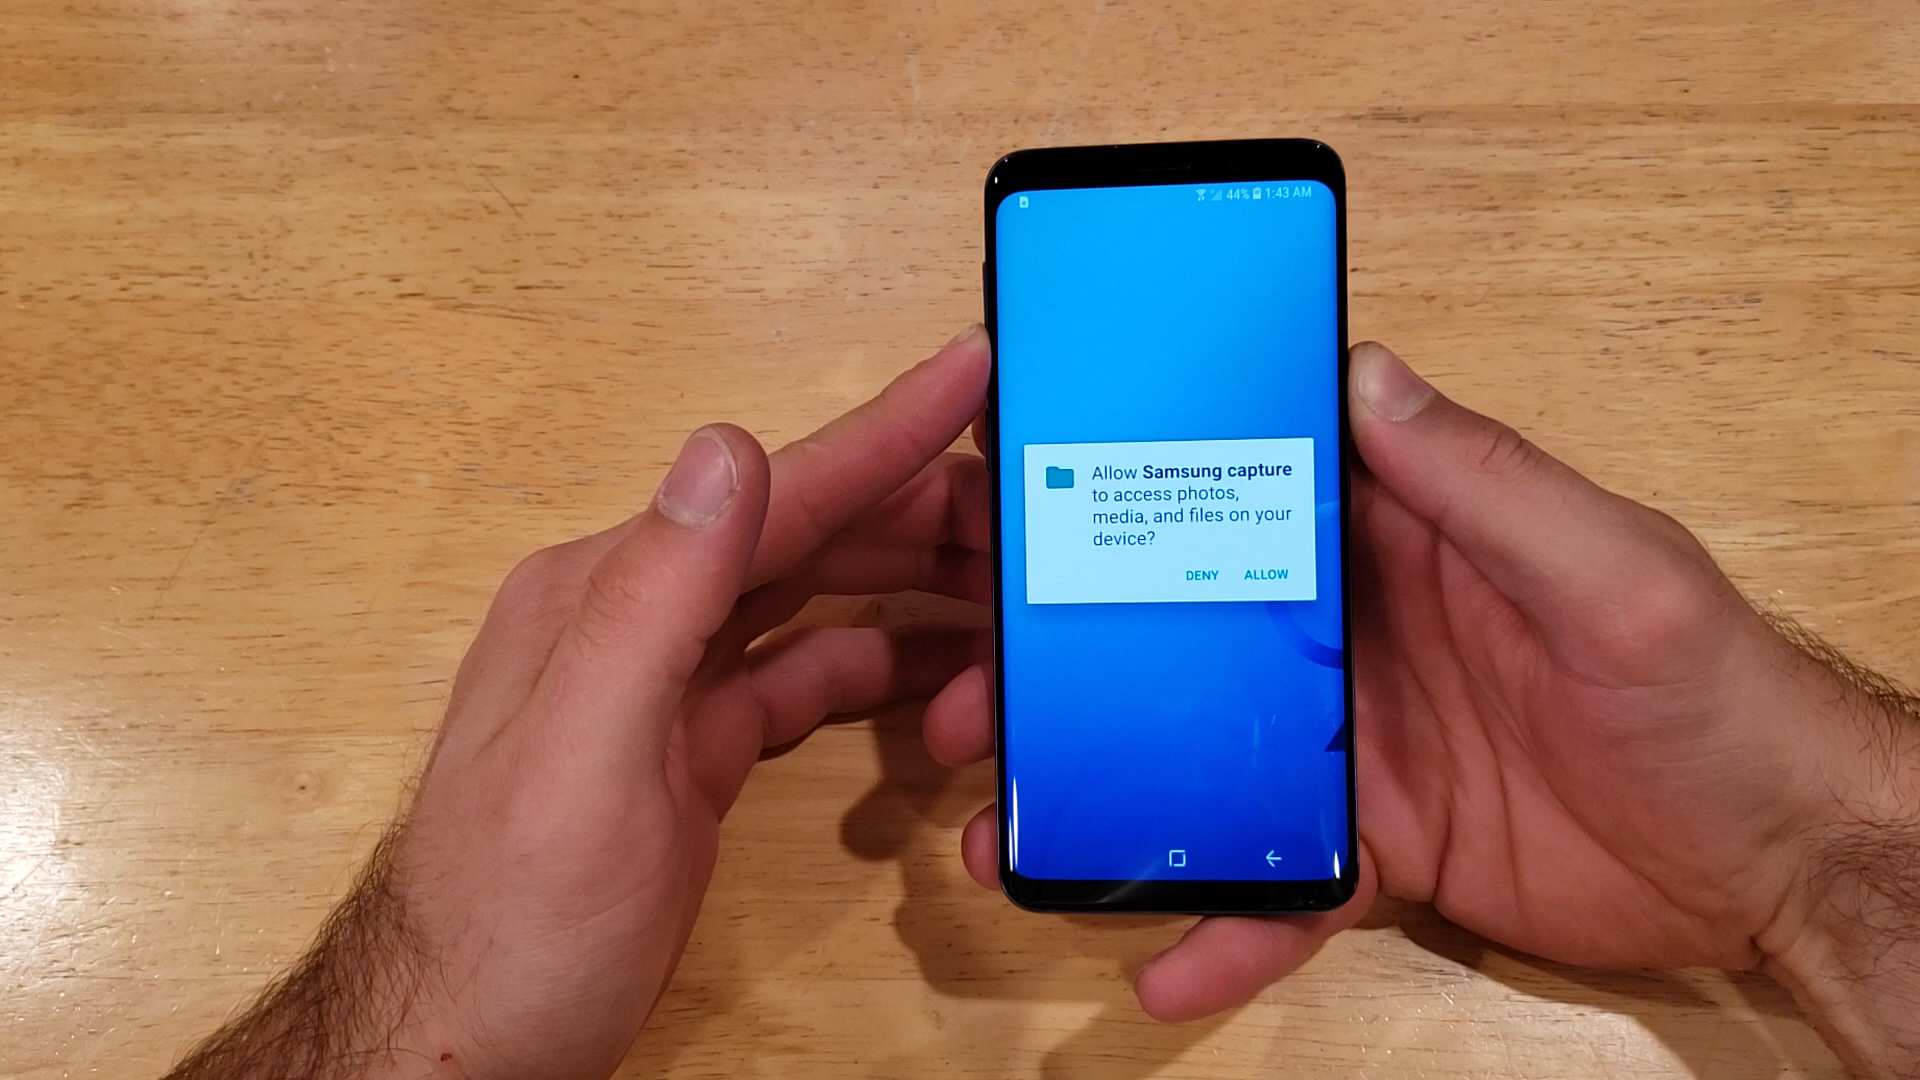 44% 1:43 AM
Allow Samsung capture
to access photos,
media, and files on your
device?
DENY ALLOW